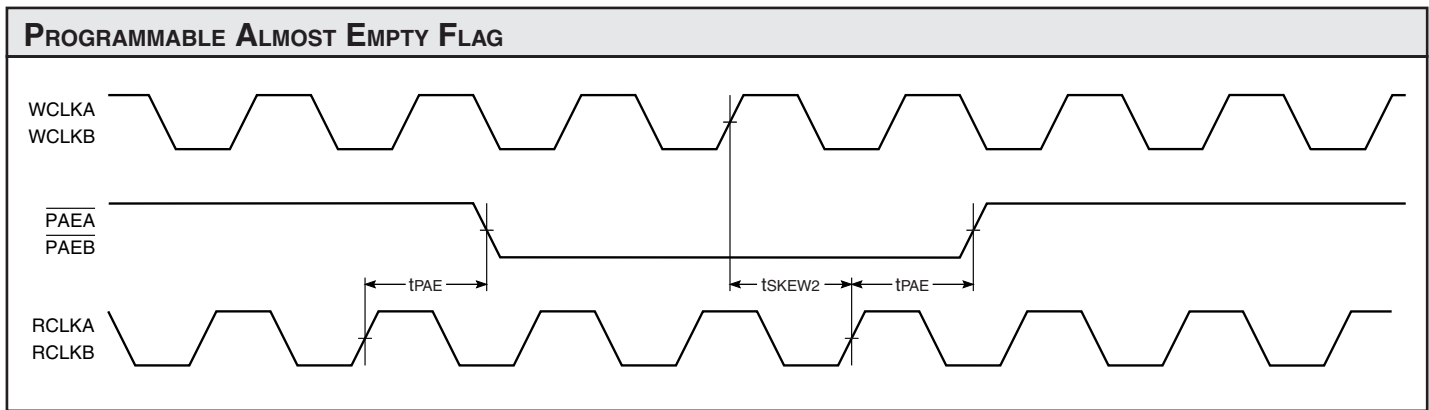 PROGRAMMABLE ALMOST EMPTY FLAG
WCLKA
WCLKB
PAEA
PAEB
tPAE
tSKEW2
tPAE
RCLKA
RCLKB